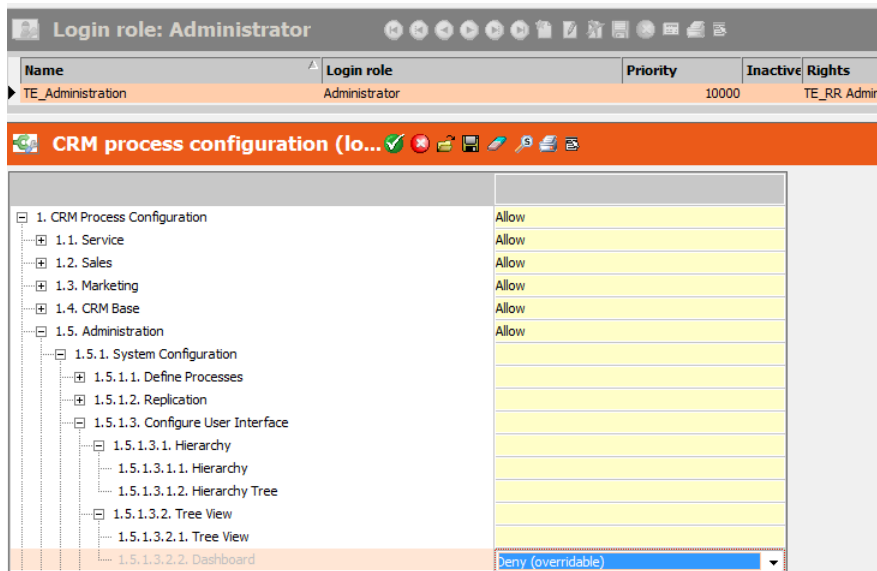 Login role: Administrator
Name Login role Priority Inactive Rights
TE_Administration Administrator 10000 TE_RR Admir
CRM process configuration (lo...
1. CRM Process Configuration Allow
1.1. Service Allow
1.2. Sales Allow
1.3. Marketing Allow
1.4. CRM Base Allow
1.5. Administration Allow
1.5.1. System Configuration
1.5.1.1. Define Processes
1.5.1.2. Replication
1.5.1.3. Configure User Interface
1.5.1.3.1. Hierarchy
1.5.1.3.1.1. Hierarchy
1.5.1.3.1.2. Hierarchy Tree
1.5.1.3.2. Tree View
1.5.1.3.2.1. Tree View
1.5.1.3.2.2. Dashboard Deny (overridable)